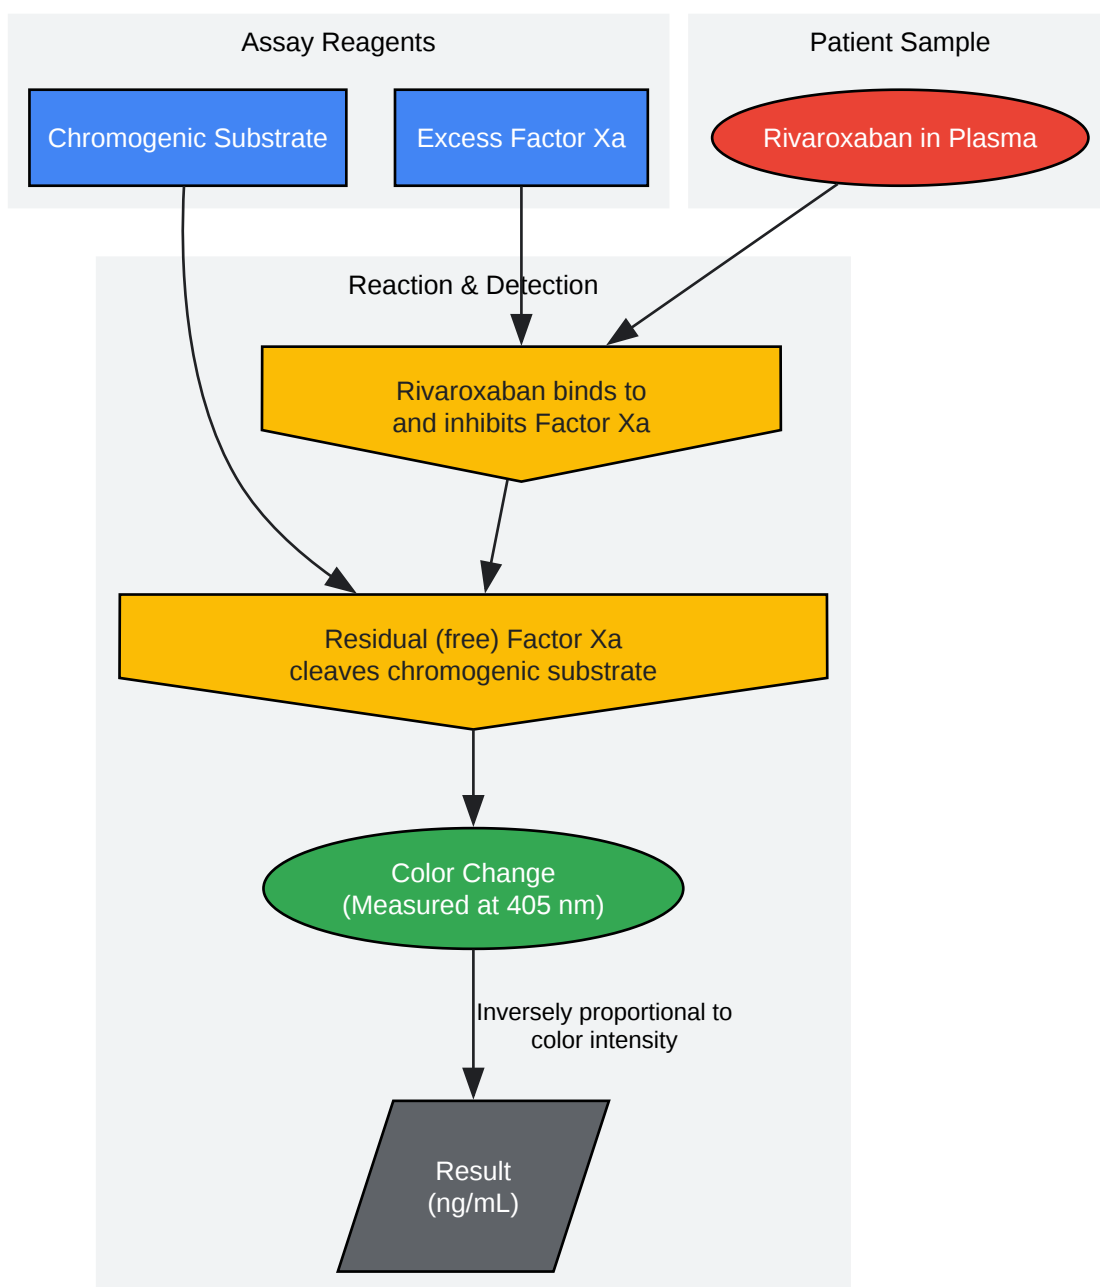 Assay Reagents
Patient Sample
Chromogenic Substrate
Excess Factor Xa
Rivaroxaban in Plasma
Reaction & Detection
Rivaroxaban binds to
and inhibits Factor Xa
Residual (free) Factor Xa
cleaves chromogenic substrate
Color Change
(Measured at 405 nm)
Inversely proportional to
color intensity
Result
(ng/mL)